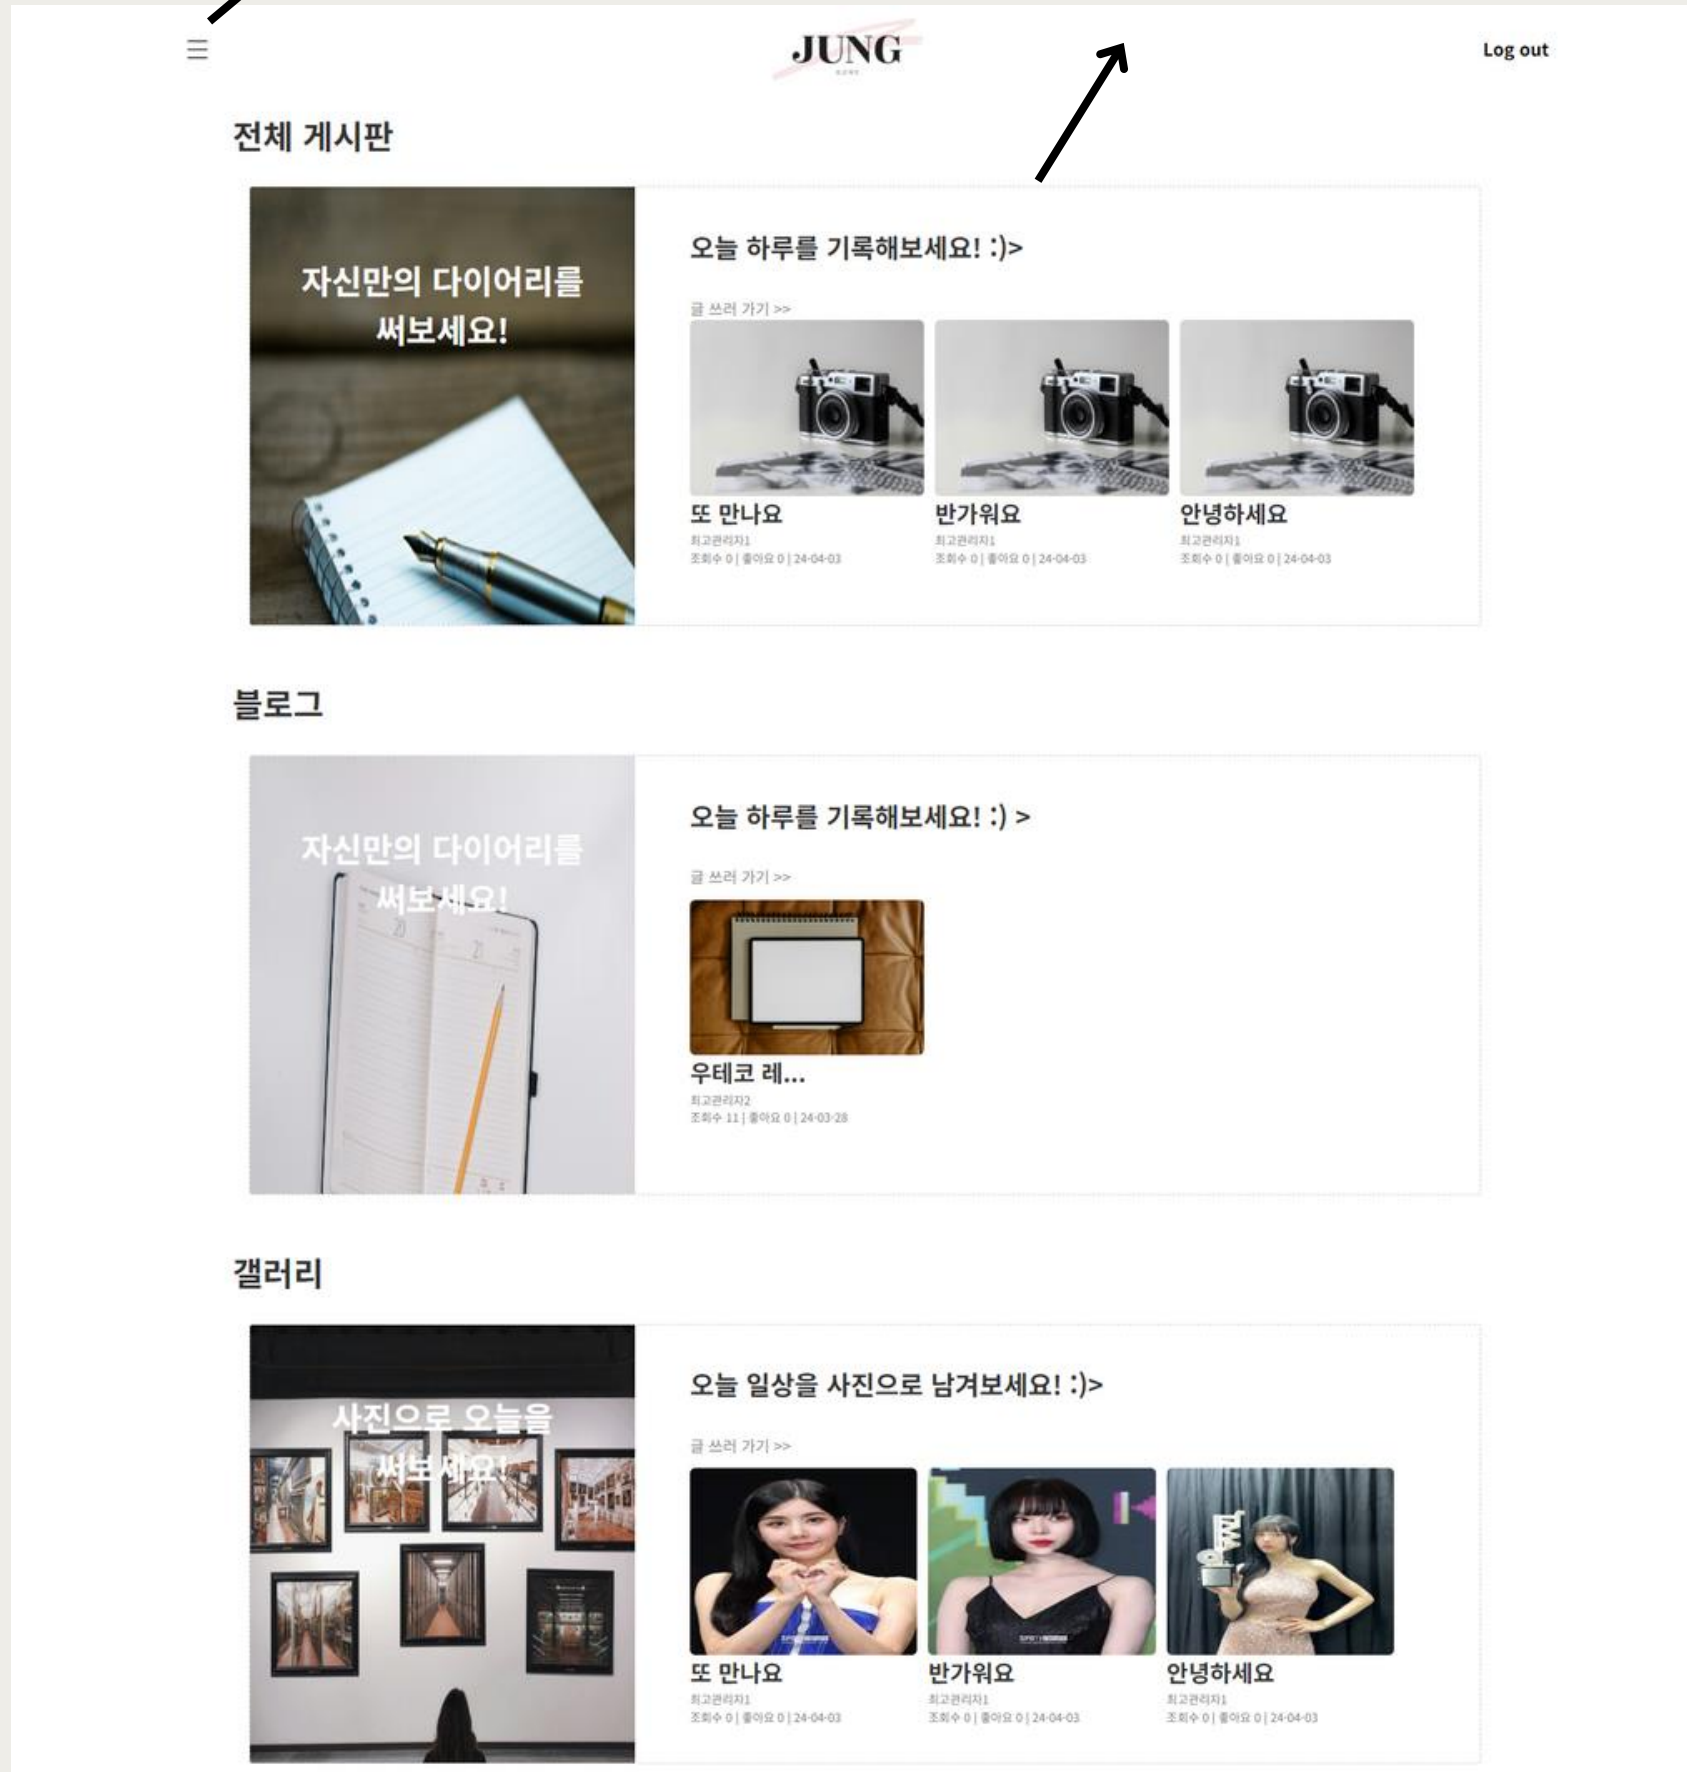 JUNG
Log out
전체 게시판
자신만의 다이어리를
써보세요!
오늘 하루를 기록해보세요! :)>
글 쓰러 가기 >>
또 만나요
최고관리자1
조회수 0 | 좋아요 0 | 24-04-03
반가워요
최고관리자1
조회수 0 | 좋아요 0 | 24-04-03
안녕하세요
최고관리자1
조회수 0 | 좋아요 0 | 24-04-03
블로그
자신만의 다이어리를
써보세요!
20
21
오늘 하루를 기록해보세요! :) >
글 쓰러 가기 >>
우테코 레...
최고관리자2
조회수 11 | 좋아요 0 | 24-03-28
갤러리
사진으로 오늘을
써보세요!
오늘 일상을 사진으로 남겨보세요! :)>
글 쓰러 가기 >>
또 만나요
최고관리자1
조회수 0 | 좋아요 0 | 24-04-03
반가워요
최고관리자1
조회수 0 | 좋아요 0 | 24-04-03
안녕하세요
최고관리자1
조회수 0 | 좋아요 0 | 24-04-03